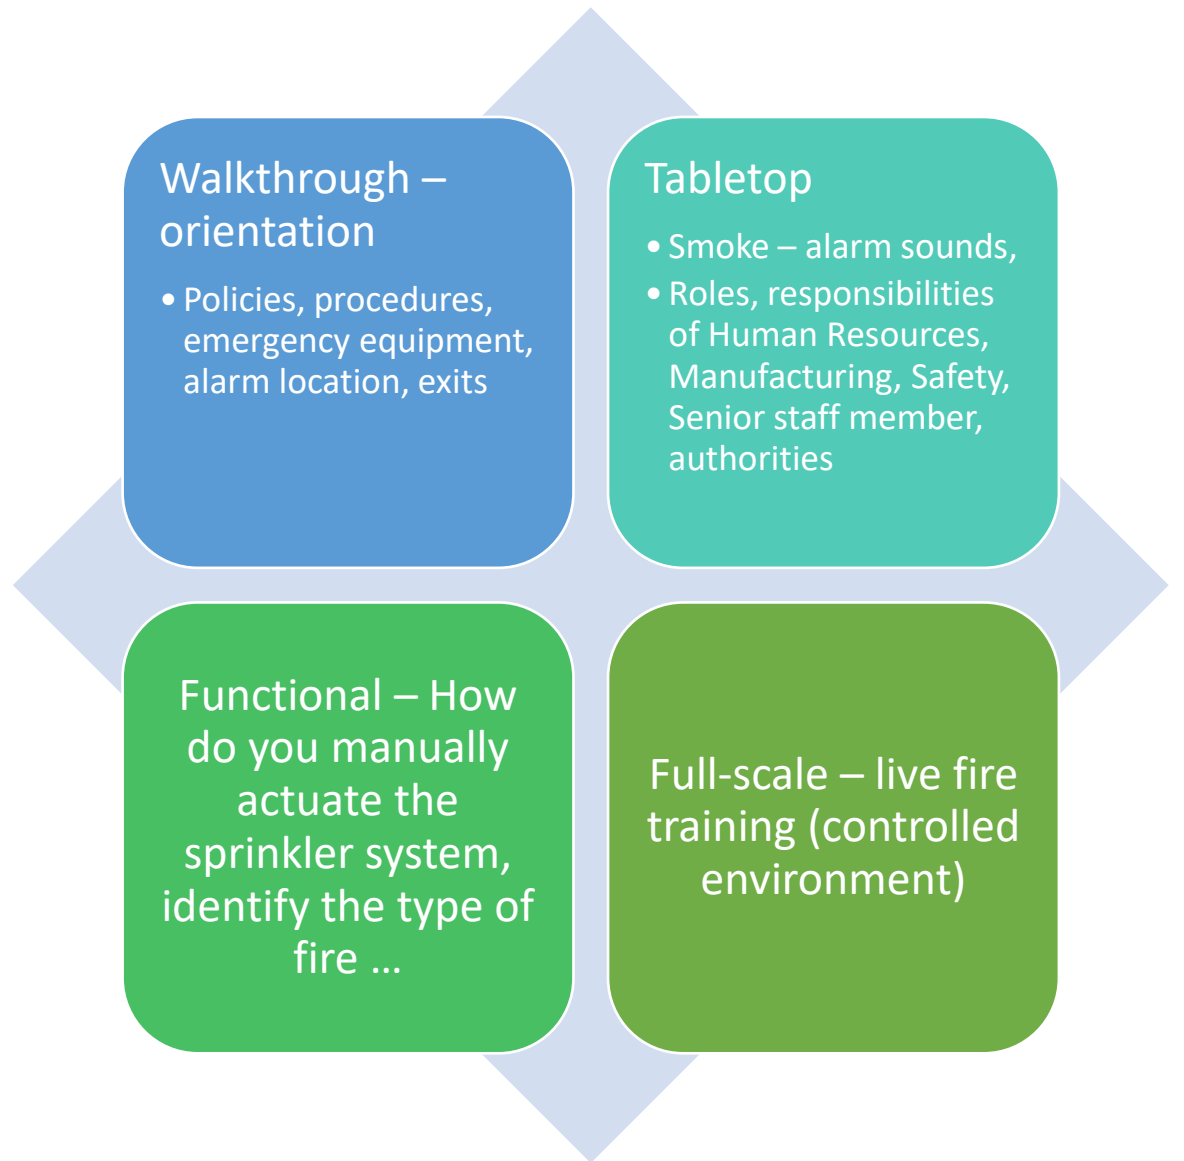 Walkthrough –
orientation
• Policies, procedures,
emergency equipment,
alarm location, exits
Tabletop
• Smoke – alarm sounds,
• Roles, responsibilities
of Human Resources,
Manufacturing, Safety,
Senior staff member,
authorities
Functional – How
do you manually
actuate the
sprinkler system,
identify the type of
fire …
Full-scale – live fire
training (controlled
environment)